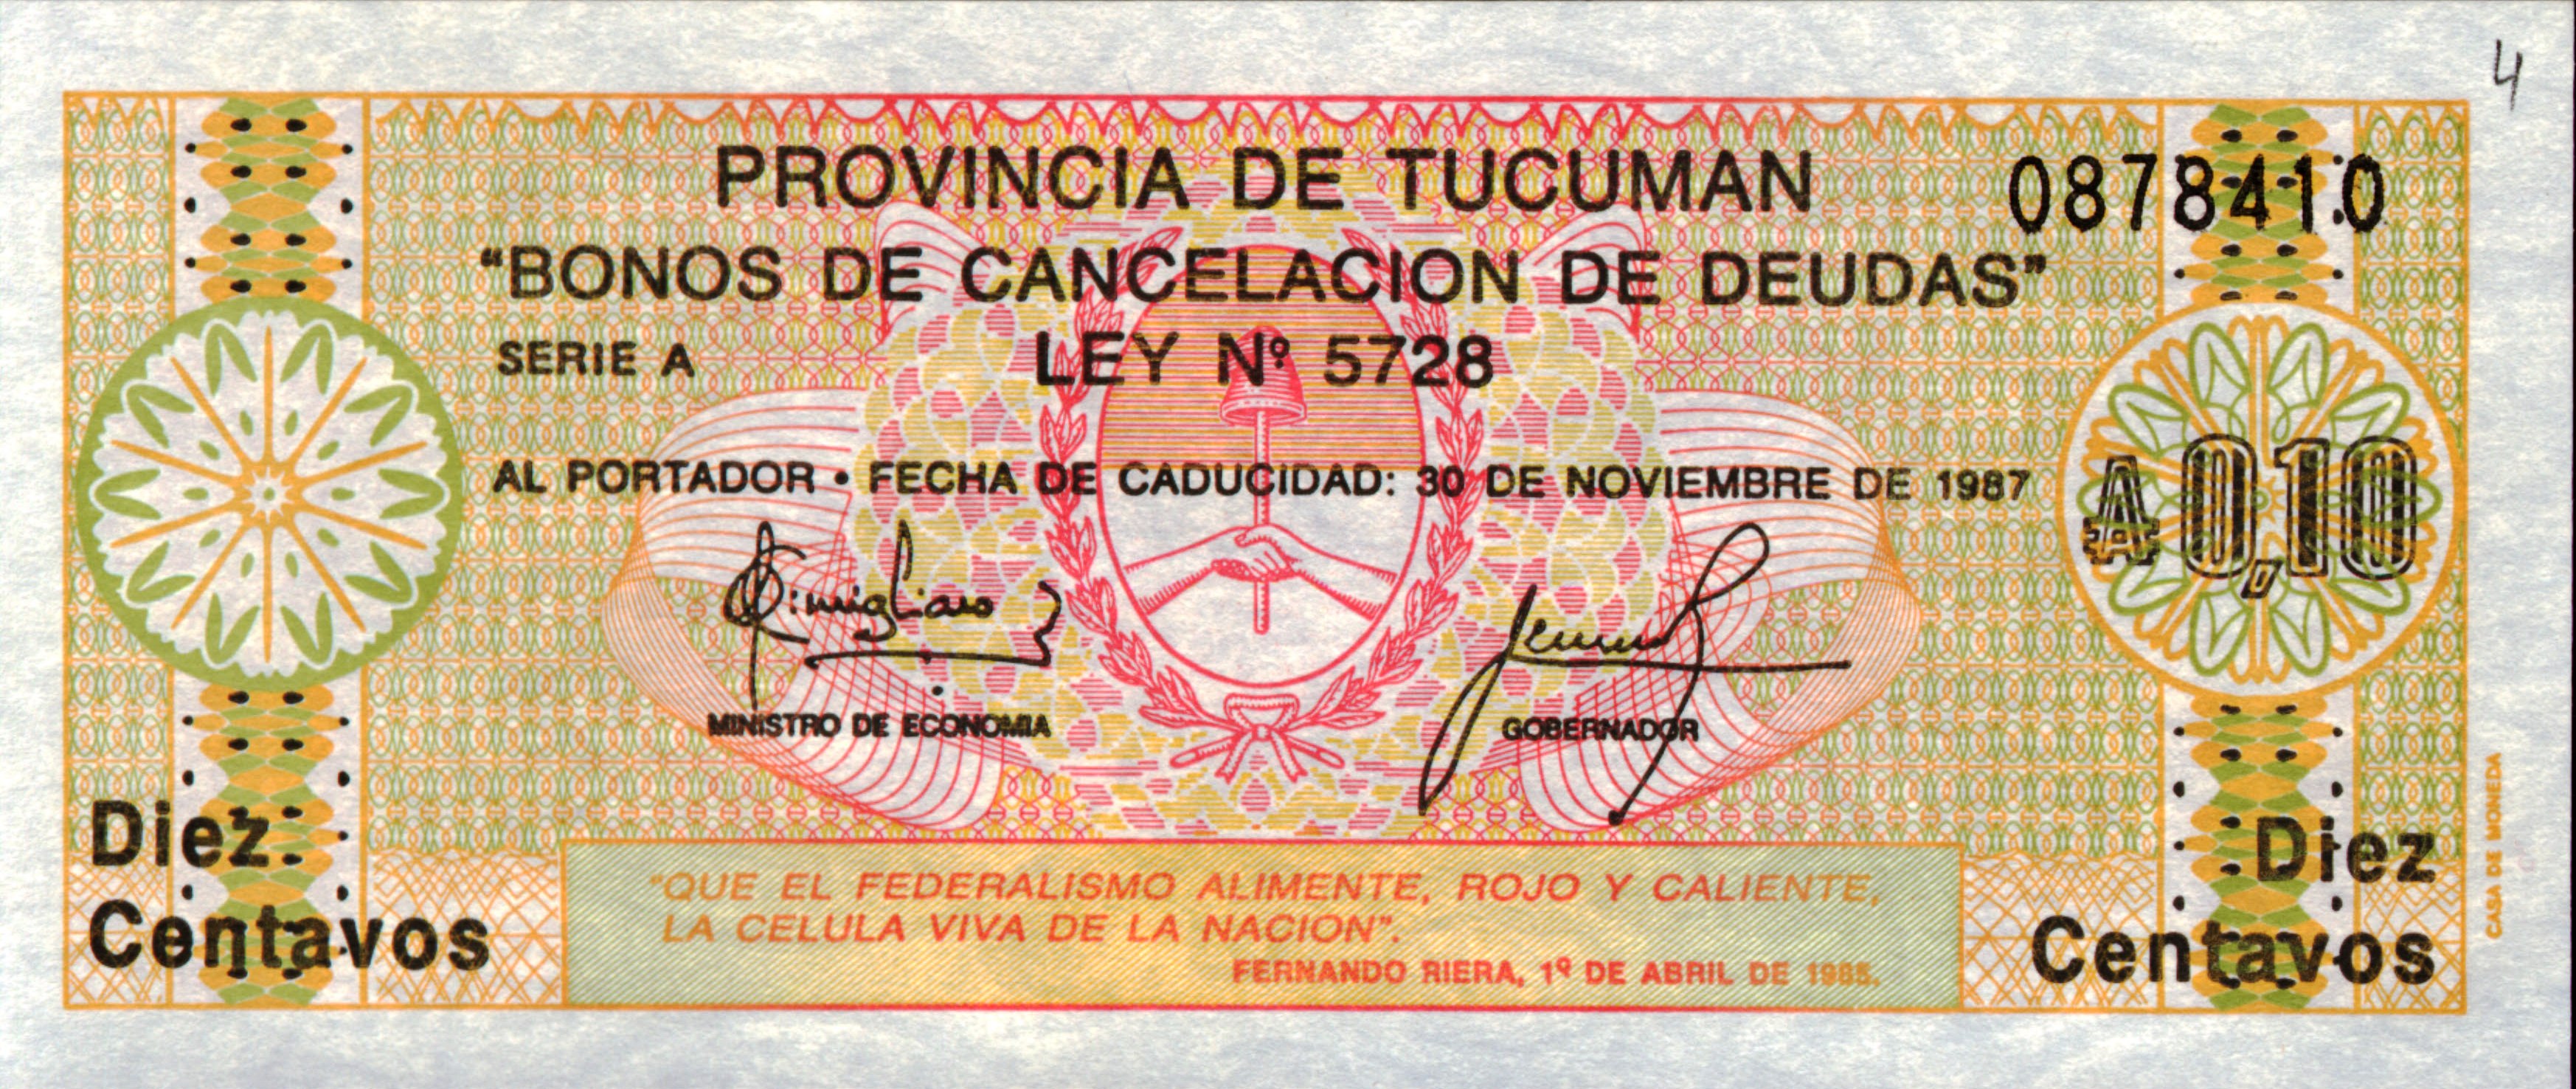 4
PROVINCIA DE TUCUMAN
0878410
“BONOS DE CANCELACION DE DEUDAS”
SERIE A
LEY Nº 5728
AL PORTADOR • FECHA DE CADUCIDAD: 30 DE NOVIEMBRE DE 1987
₳ 0,10
MINISTRO DE ECONOMIA
GOBERNADOR
Diez
Centavos
Diez
Centavos
“QUE EL FEDERALISMO ALIMENTE, ROJO Y CALIENTE,
LA CELULA VIVA DE LA NACION”.
FERNANDO RIERA, 1º DE ABRIL DE 1985.
CASA DE MONEDA